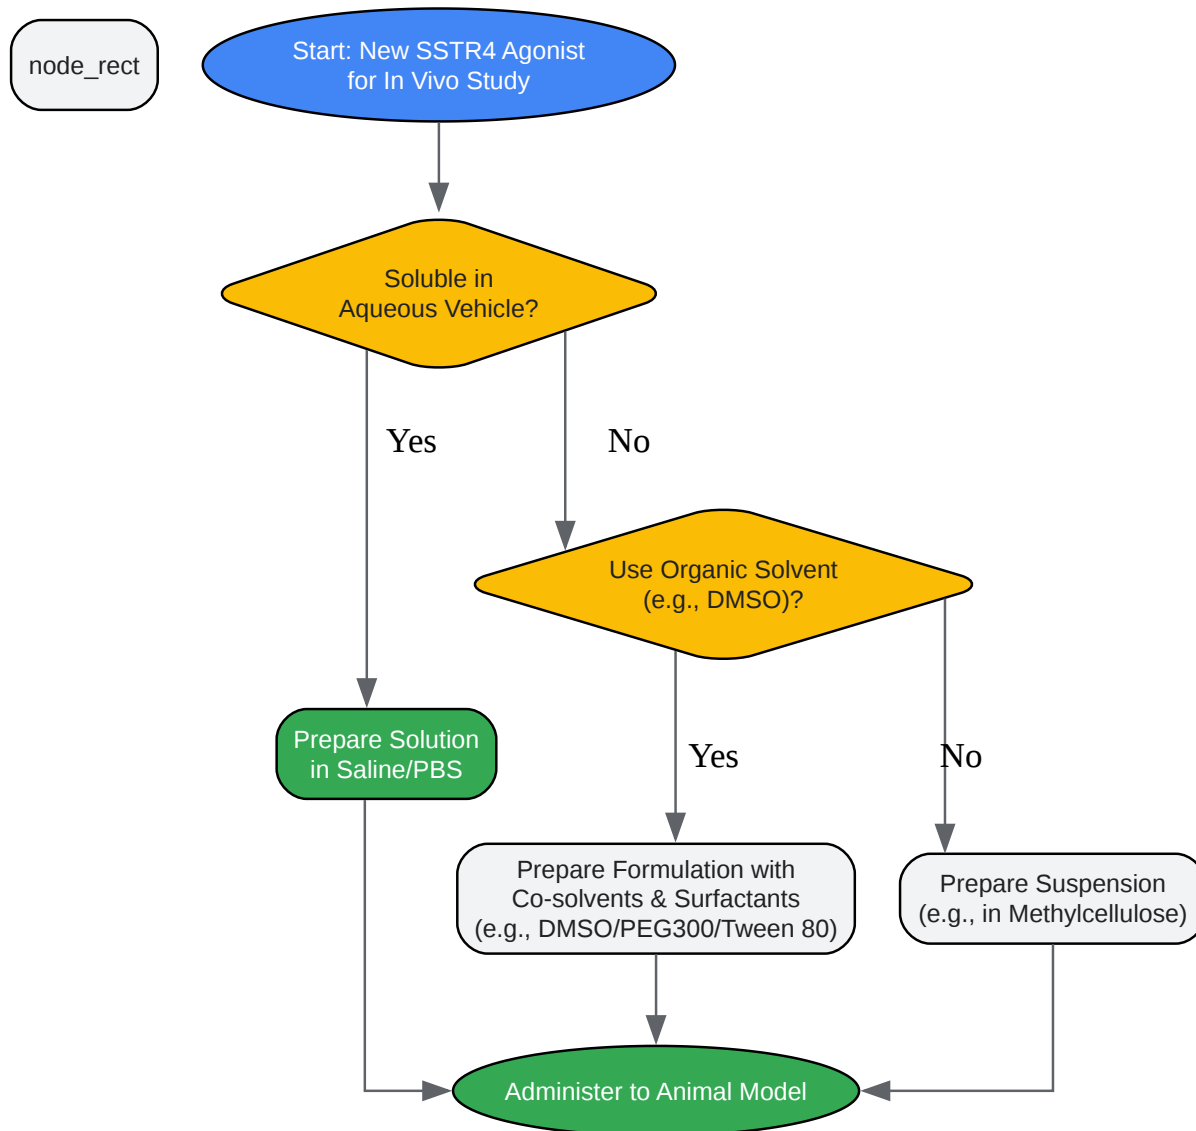 node_rect
Start: New SSTR4 Agonist
for In Vivo Study
Soluble in
Aqueous Vehicle?
Yes
No
Use Organic Solvent
(e.g., DMSO)?
Prepare Solution
in Saline/PBS
Yes
No
Prepare Formulation with
Co-solvents & Surfactants
(e.g., DMSO/PEG300/Tween 80)
Prepare Suspension
(e.g., in Methylcellulose)
Administer to Animal Model